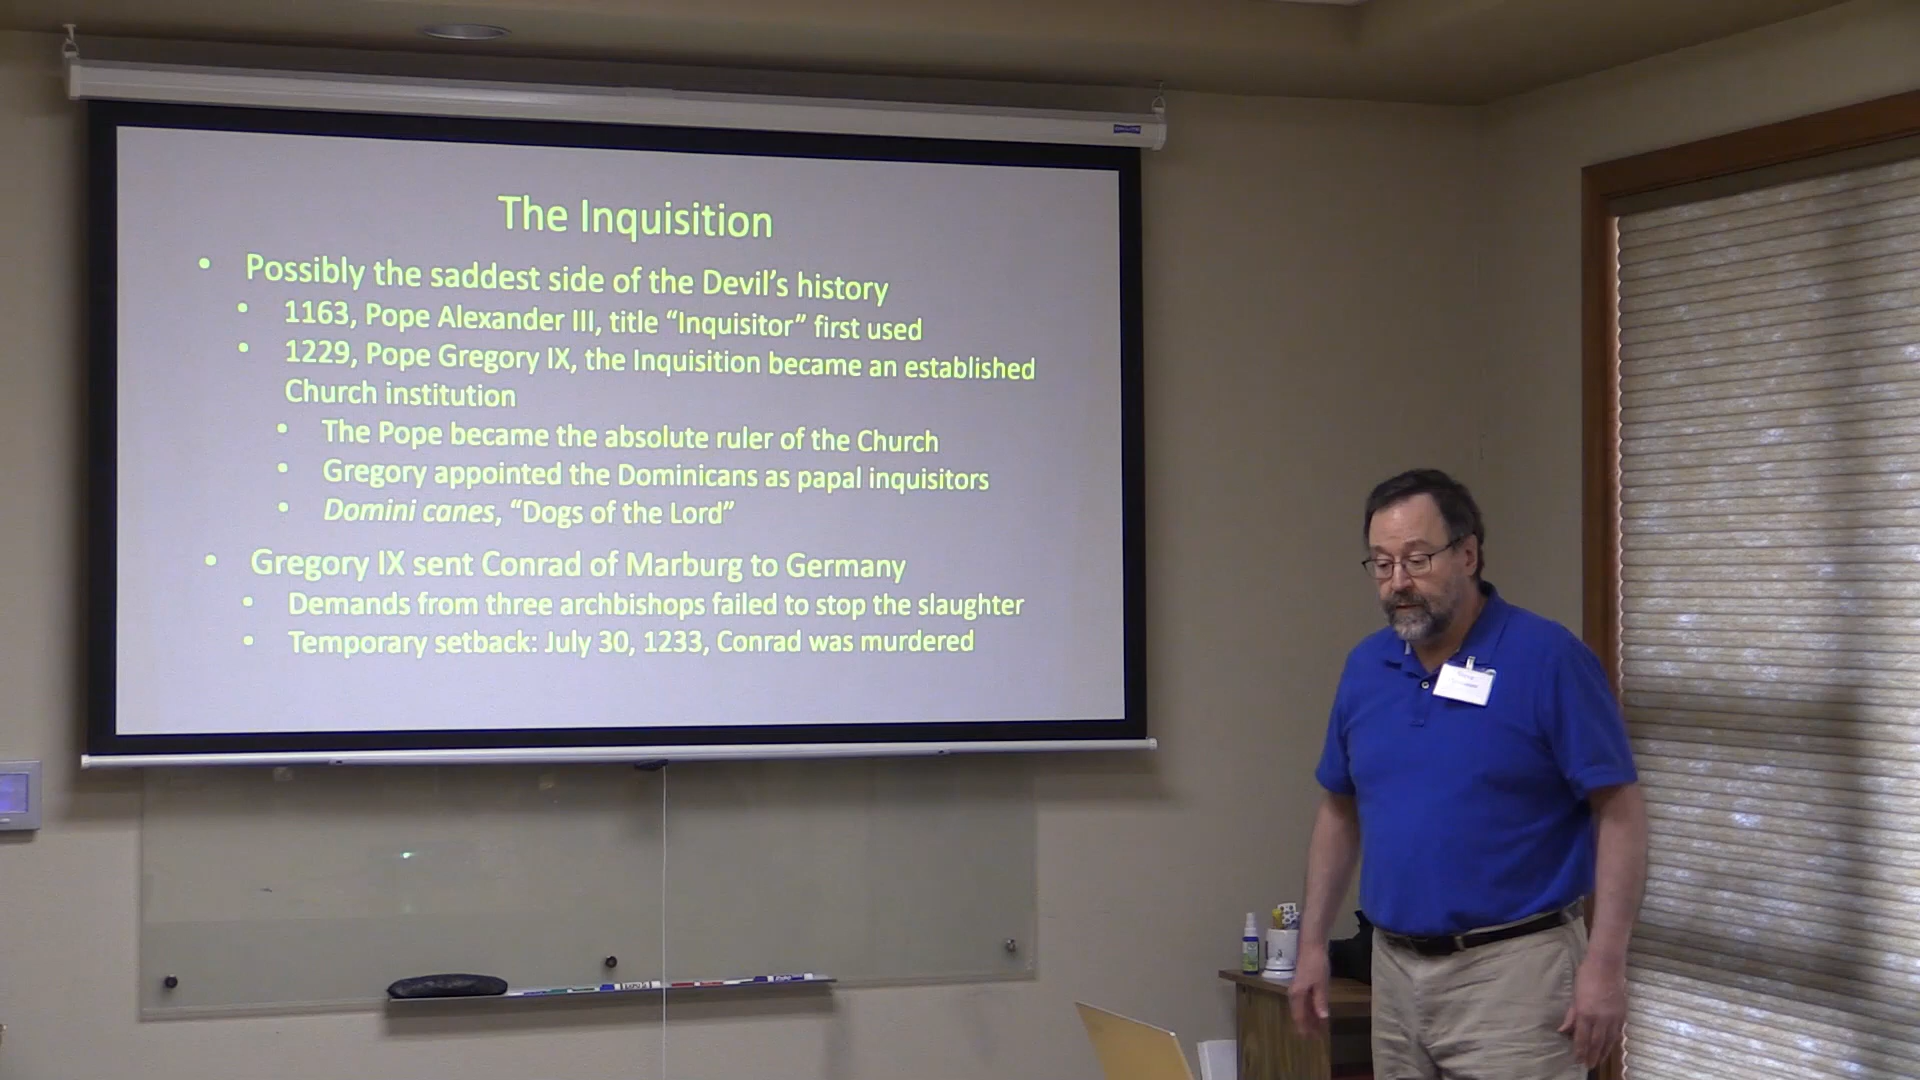 The Inquisition
• Possibly the saddest side of the Devil's history
• 1163, Pope Alexander III, title “Inquisitor” first used
• 1229, Pope Gregory IX, the Inquisition became an established
Church institution
• The Pope became the absolute ruler of the Church
• Gregory appointed the Dominicans as papal inquisitors
• Domini canes, “Dogs of the Lord”
• Gregory IX sent Conrad of Marburg to Germany
• Demands from three archbishops failed to stop the slaughter
• Temporary setback: July 30, 1233, Conrad was murdered